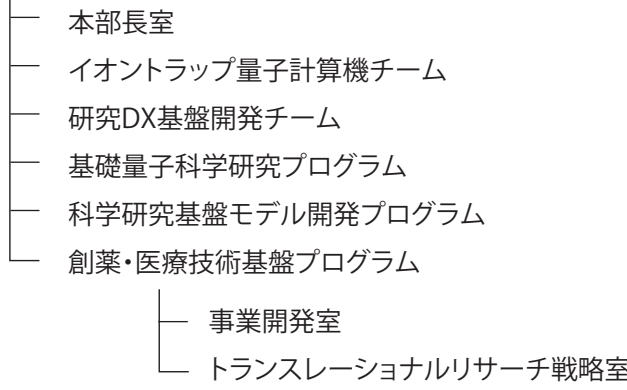 本部長室
イオントラップ量子計算機チーム
研究DX基盤開発チーム
基礎量子科学研究プログラム
科学研究基盤モデル開発プログラム
創薬・医療技術基盤プログラム
事業開発室
トランスレーショナルリサーチ戦略室